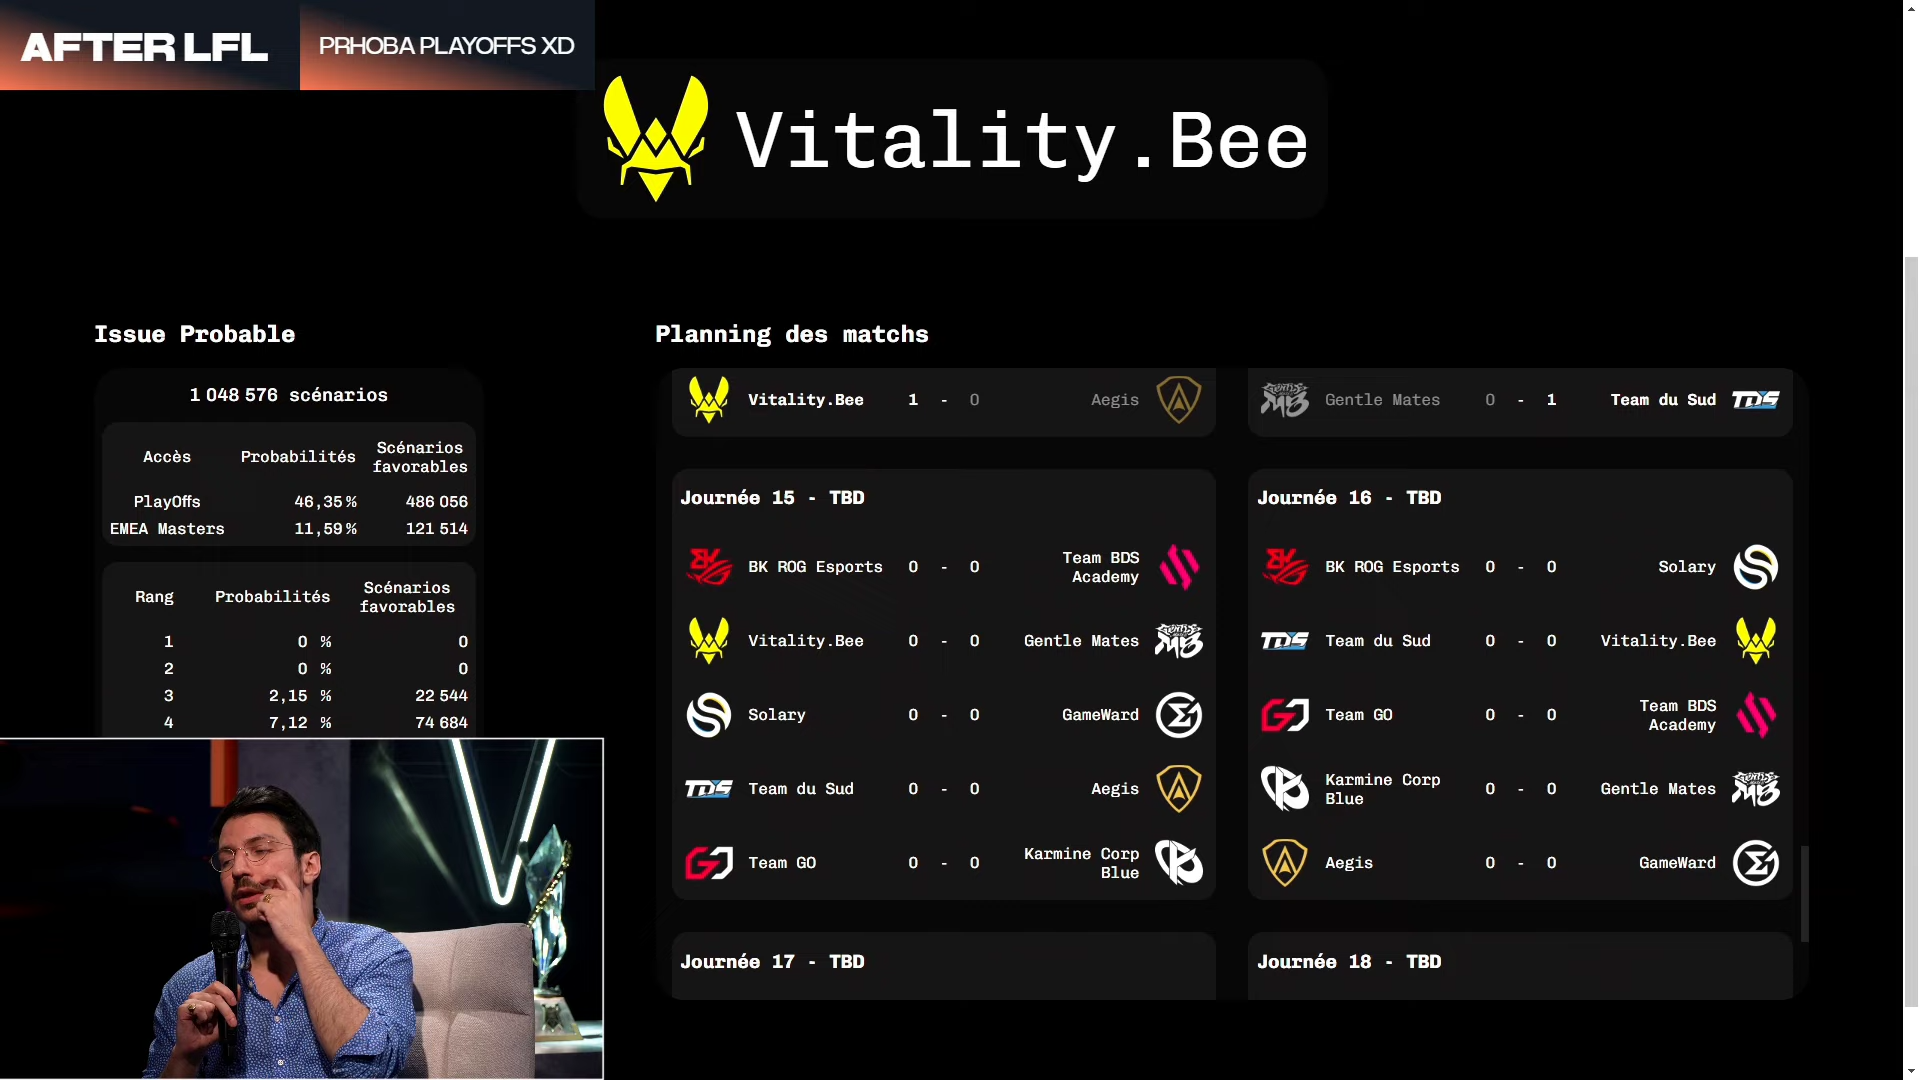 AFTER LFL
PRHOBA PLAYOFFS XD
Vitality.Bee
Issue Probable
1 048 576 scénarios
Accès Probabilités Scénarios favorables
PlayOffs 46,35 % 486 056
EMEA Masters 11,59 % 121 514
Rang Probabilités Scénarios favorables
1 0 % 0
2 0 % 0
3 2,15 % 22 544
4 7,12 % 74 684
Planning des matchs
Vitality.Bee 1 - 0 Aegis
Gentle Mates 0 - 1 Team du Sud TDS
Journée 15 - TBD
BK ROG Esports 0 - 0 Team BDS Academy
Vitality.Bee 0 - 0 Gentle Mates
Solary 0 - 0 GameWard
TDS Team du Sud 0 - 0 Aegis
Team GO 0 - 0 Karmine Corp Blue
Journée 16 - TBD
BK ROG Esports 0 - 0 Solary
TDS Team du Sud 0 - 0 Vitality.Bee
Team GO 0 - 0 Team BDS Academy
Karmine Corp Blue 0 - 0 Gentle Mates
Aegis 0 - 0 GameWard
Journée 17 - TBD
Journée 18 - TBD